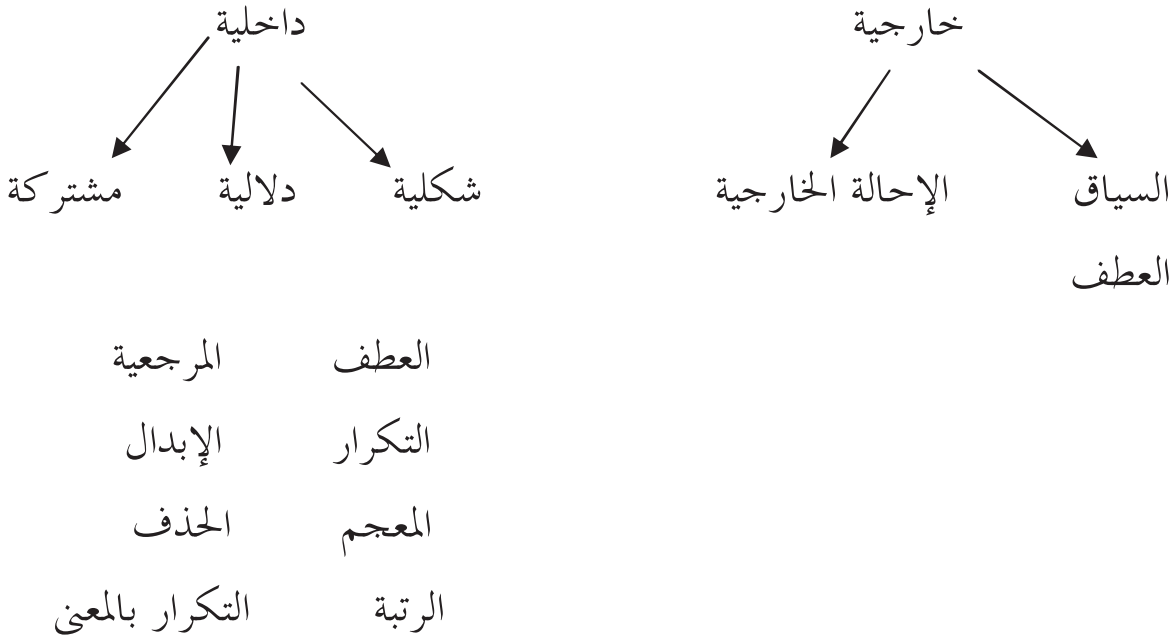 خارجية داخلية
السياق الإحالة الخارجية شكلية دلالية مشتركة
العطف
العطف المرجعية
التكرار الإبدال
المعجم الحذف
الرتبة التكرار بالمعنى